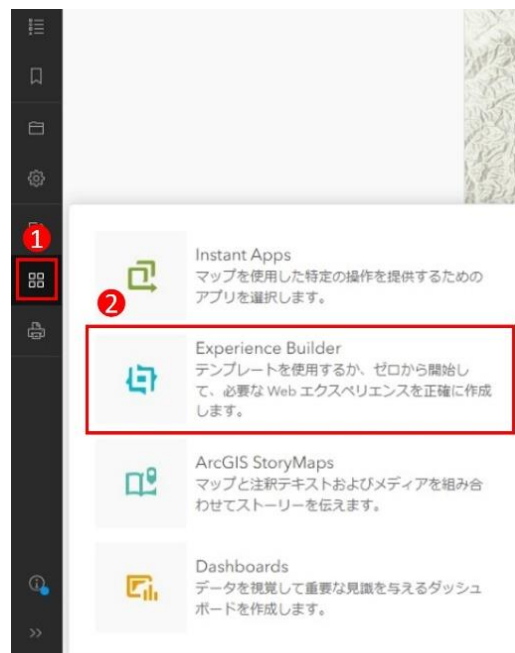 1
2
Instant Apps
マップを使用した特定の操作を提供するための
アプリを選択します。
Experience Builder
テンプレートを使用するか、ゼロから開始し
て、必要な Web エクスペリエンスを正確に作成
します。
ArcGIS StoryMaps
マップと注釈テキストおよびメディアを組み合
わせてストーリーを伝えます。
Dashboards
データを視覚して重要な見識を与えるダッシュ
ボードを作成します。